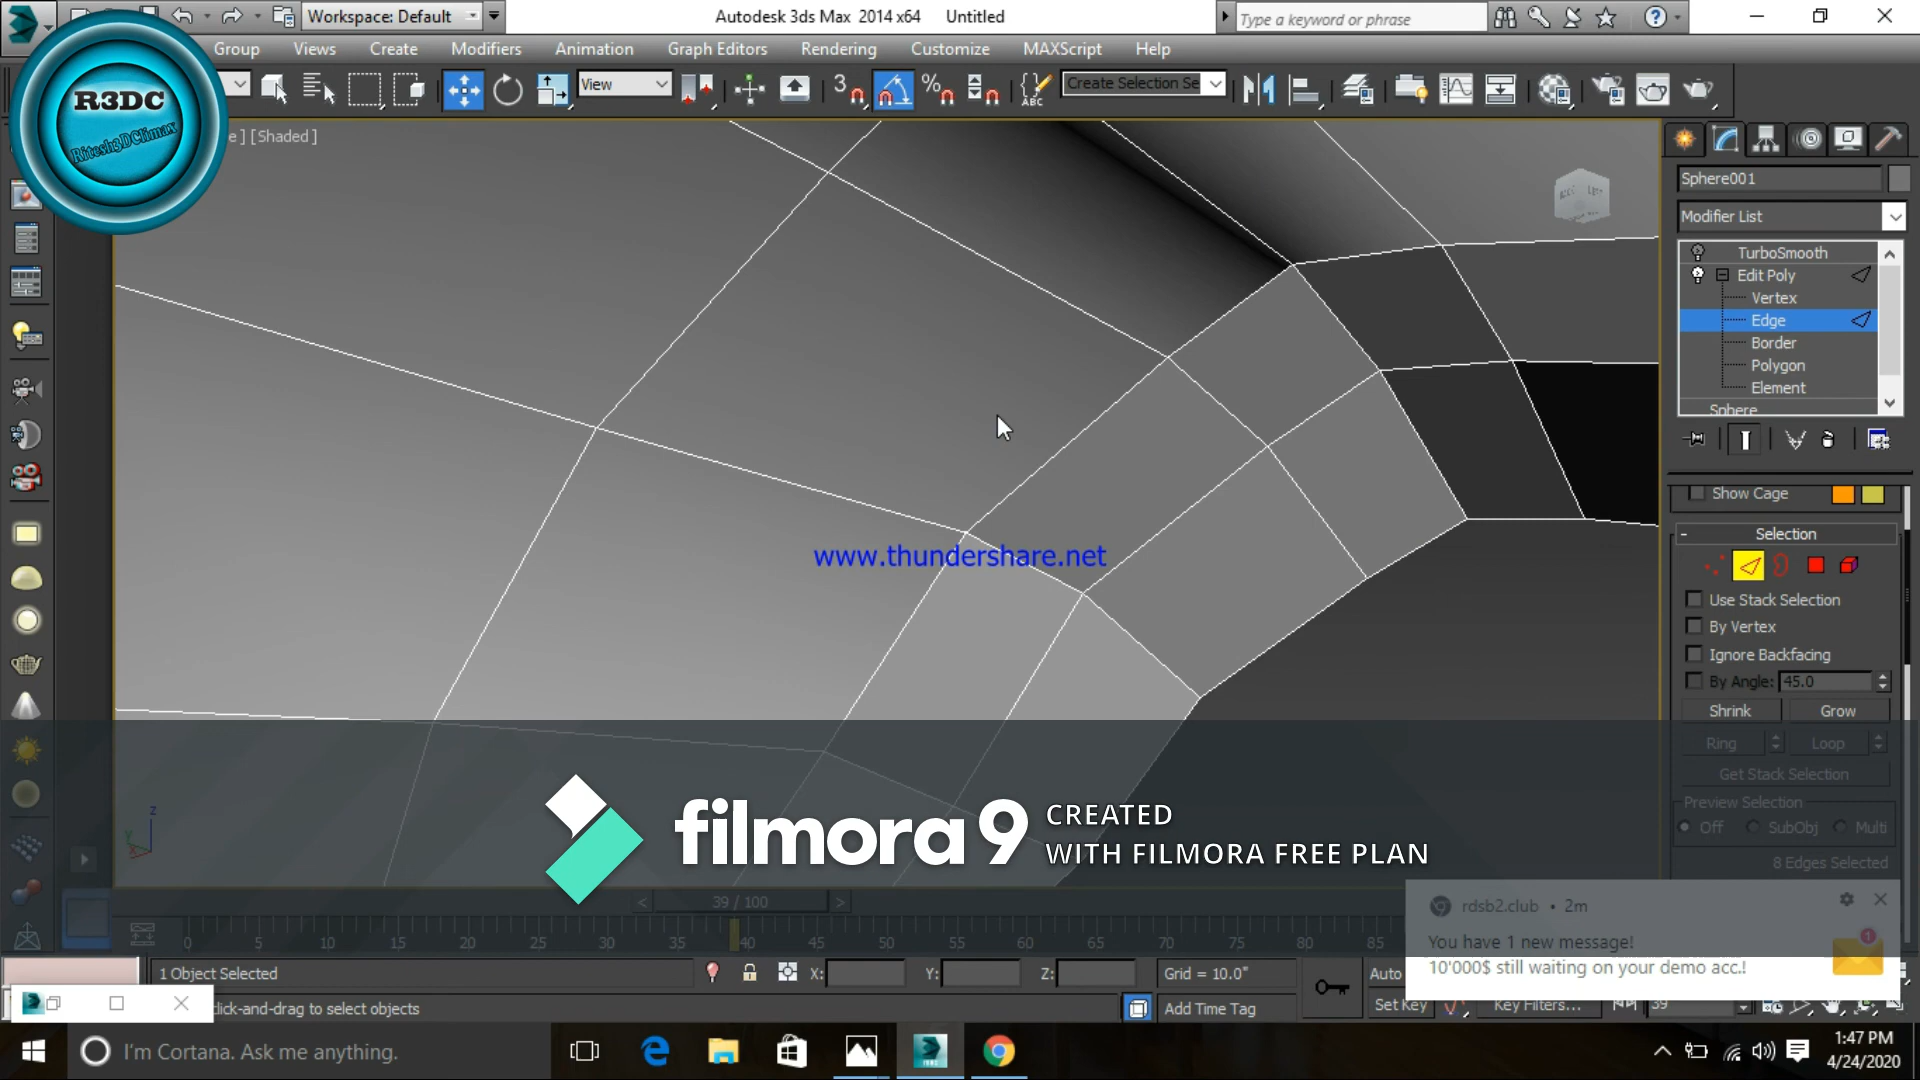 Workspace: Default
Autodesk 3ds Max 2014 x64 Untitled
Type a keyword or phrase
Group Views Create Modifiers Animation Graph Editors Rendering Customize MAXScript Help
View
3
%
ABC
Create Selection Se
R3DC
Ritesh3DClimax
e ] [Shaded ]
Sphere001
Modifier List
TurboSmooth
Edit Poly
Vertex
Edge
Border
Polygon
Element
Sphere
Show Cage
- Selection
Use Stack Selection
By Vertex
Ignore Backfacing
By Angle: 45.0
Shrink Grow
Ring Loop
Get Stack Selection
Preview Selection
Off SubObj Multi
8 Edges Selected
www.thundershare.net
z
filmora9 CREATED
WITH FILMORA FREE PLAN
< 39 / 100 >
0 5 10 15 20 25 30 35 40 45 50 55 60 65 70 75 80 85
rdsb2.club • 2m
You have 1 new message!
10'000$ still waiting on your demo acc.!
1
1 Object Selected
X: Y: Z: Grid = 10.0"
Auto
click-and-drag to select objects
Add Time Tag
Set Key
Key Filters...
39
I'm Cortana. Ask me anything.
1:47 PM
4/24/2020